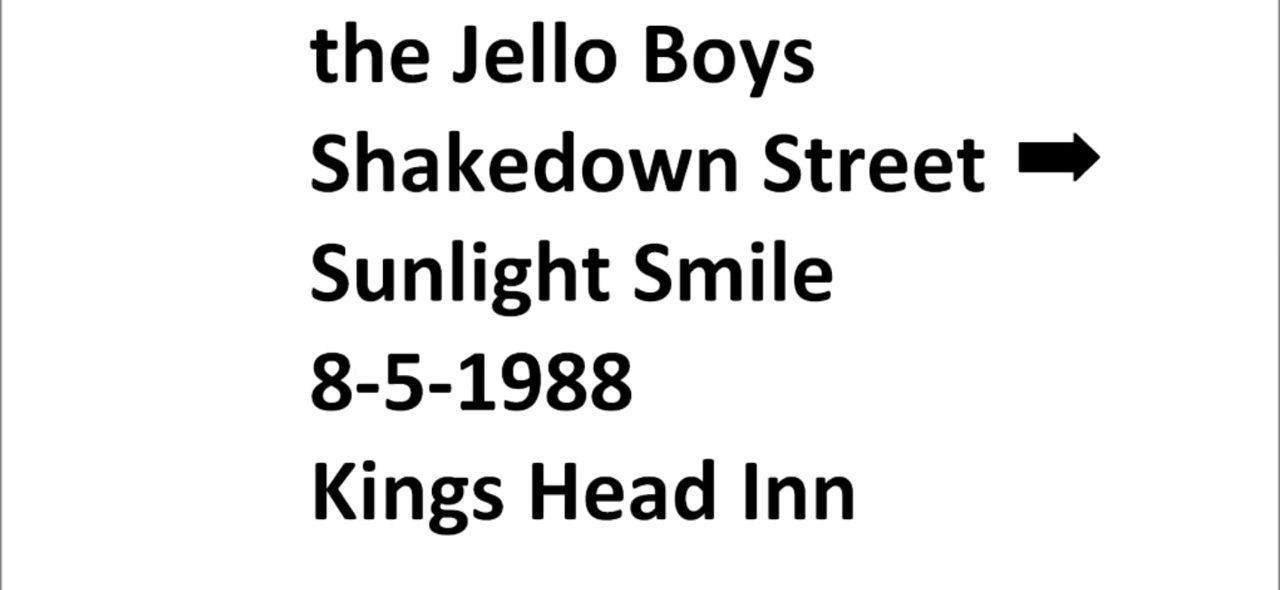 the Jello Boys
Shakedown Street ➡
Sunlight Smile
8-5-1988
Kings Head Inn